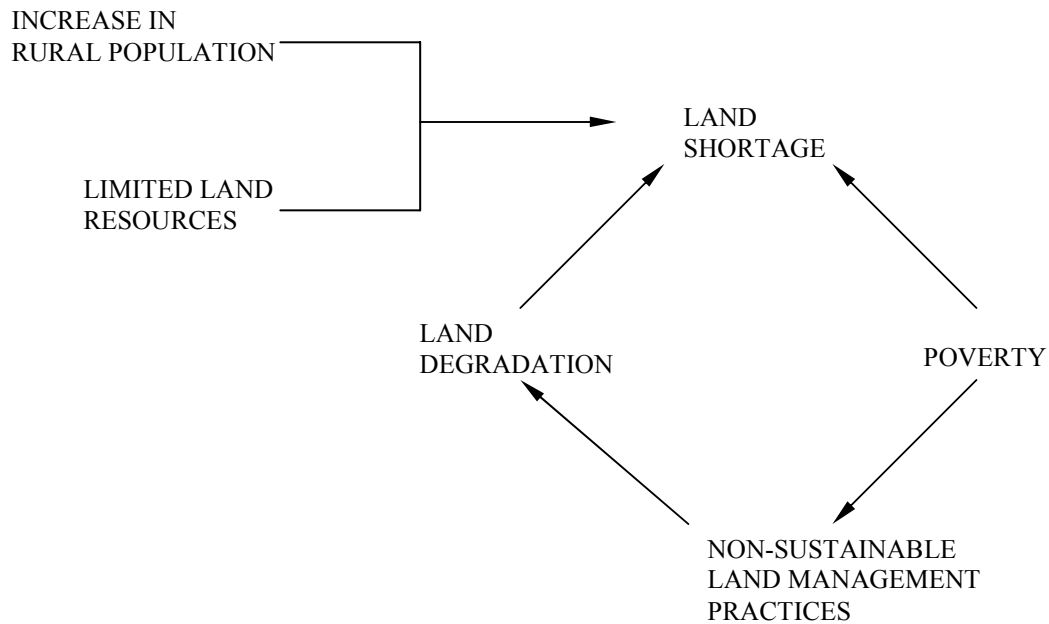 INCREASE IN
RURAL POPULATION
LAND
SHORTAGE
LIMITED LAND
RESOURCES
LAND
DEGRADATION
POVERTY
NON-SUSTAINABLE
LAND MANAGEMENT
PRACTICES